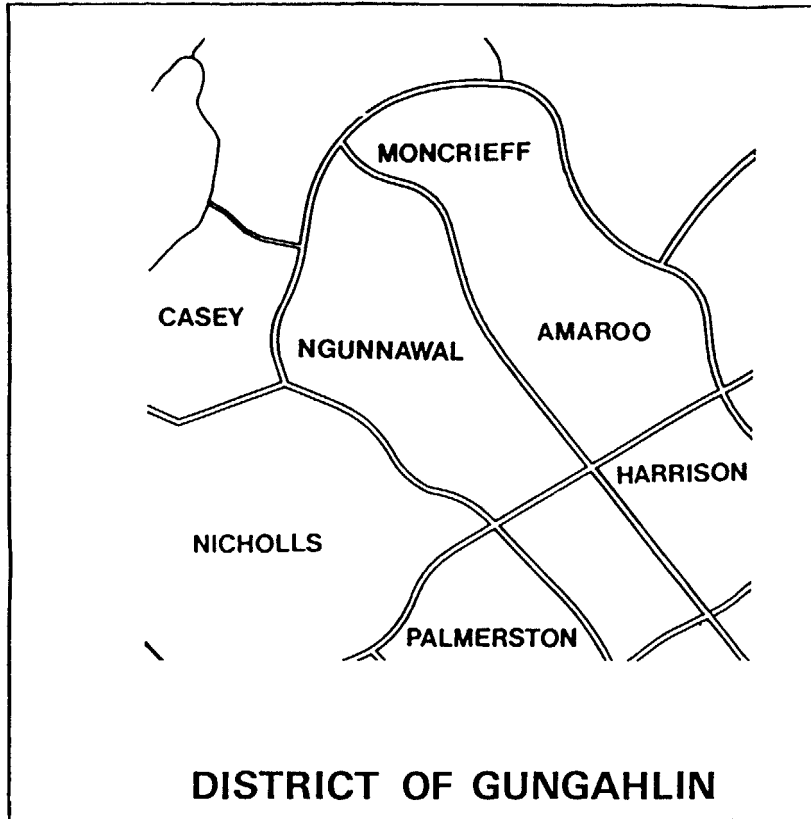 MONCRIEFF
CASEY
NGUNNAWAL
AMAROO
HARRISON
NICHOLLS
PALMERSTON
DISTRICT OF GUNGAHLIN